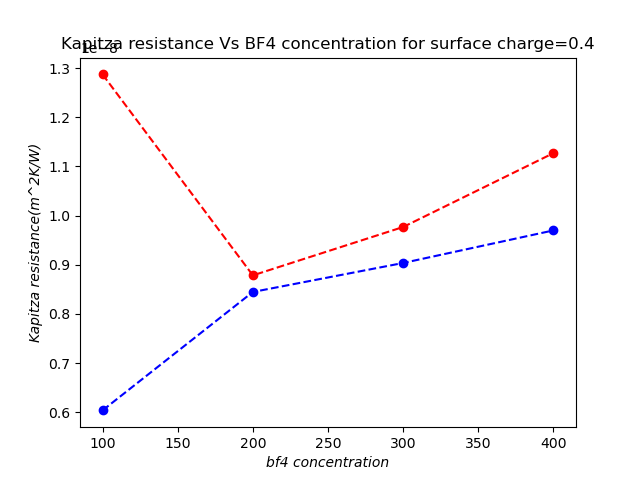 Kapitza resistance Vs BF4 concentration for surface charge=0.4
1e−8
1.3
1.2
1.1
1.0
0.9
0.8
0.7
0.6
Kapitza resistance(m^2K/W)
100 150 200 250 300 350 400
bf4 concentration